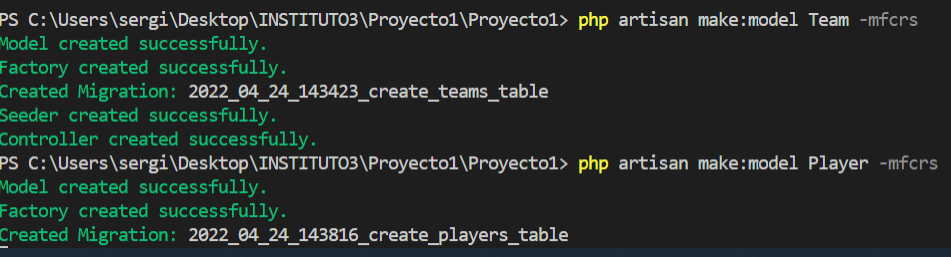 PS C:\Users\sergi\Desktop\INSTITUTO3\Proyecto1\Proyecto1> php artisan make:model Team -mfcrs
Model created successfully.
Factory created successfully.
Created Migration: 2022_04_24_143423_create_teams_table
Seeder created successfully.
Controller created successfully.
PS C:\Users\sergi\Desktop\INSTITUTO3\Proyecto1\Proyecto1> php artisan make:model Player -mfcrs
Model created successfully.
Factory created successfully.
Created Migration: 2022_04_24_143816_create_players_table